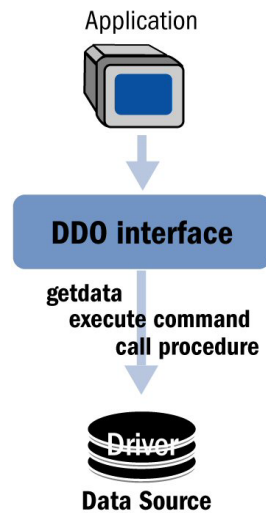 Application
DDO interface
getdata
execute command
call procedure
Driver
Data Source